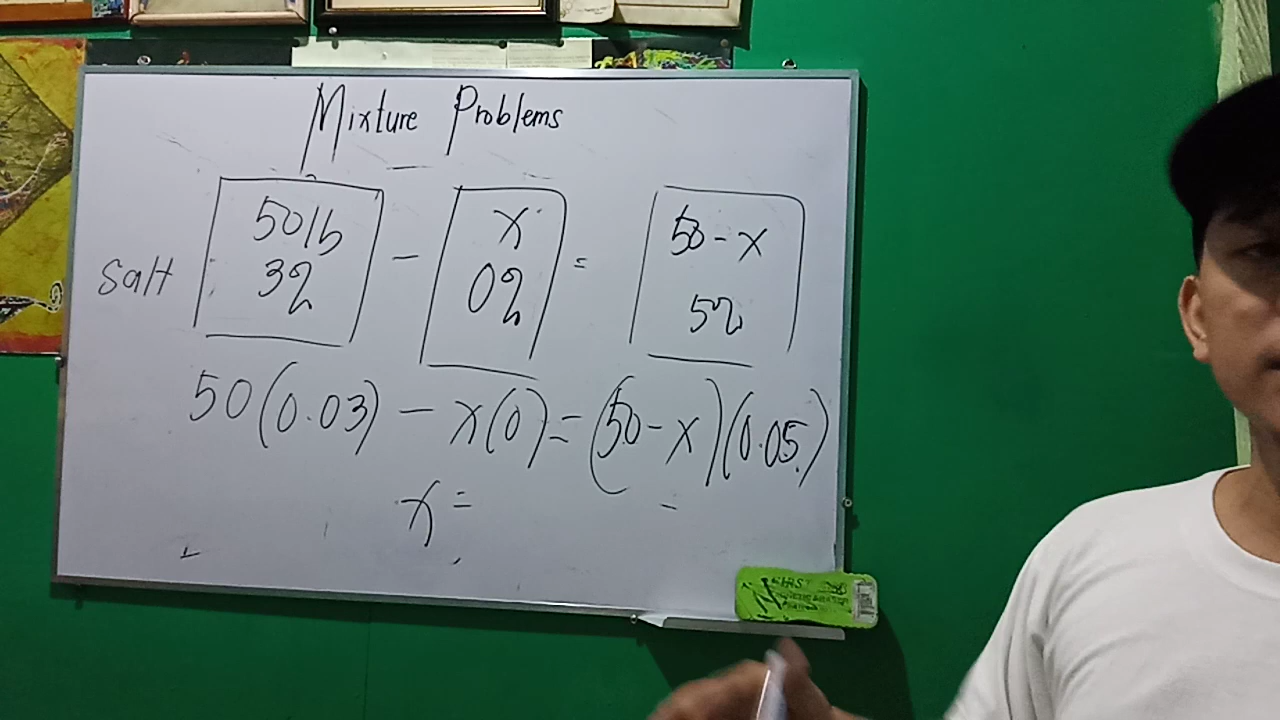 Mixture Problems
50lb x 50-x
Salt 3% - 0% = 5%
50(0.03) - x(0) = (50-x)(0.05)
x =